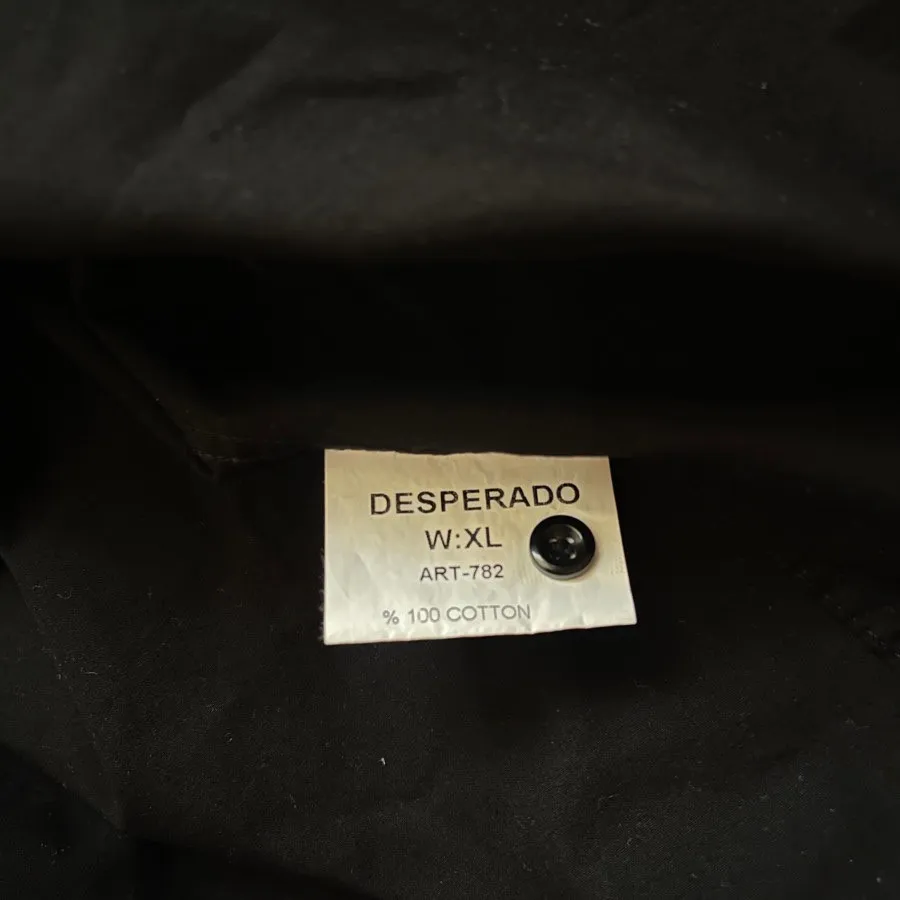 DESPERADO
W:XL
ART-782
% 100 COTTON